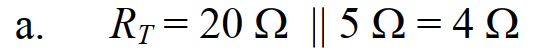 a. R_T = 20 Ω || 5 Ω = 4 Ω